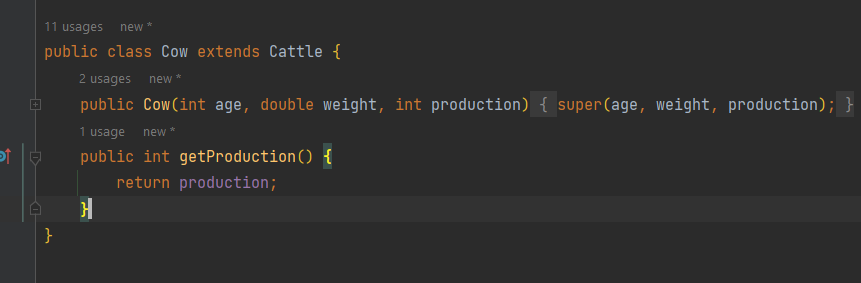 11 usages   new *
public class Cow extends Cattle {
2 usages   new *
public Cow(int age, double weight, int production) { super(age, weight, production); }
1 usage   new *
public int getProduction() {
return production;
}
}